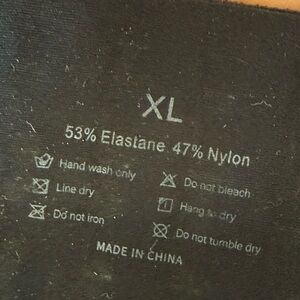 XL
53% Elastane 47% Nylon
Hand wash only
Do not bleach
Line dry
Hang to dry
Do not iron
Do not tumble dry
MADE IN CHINA